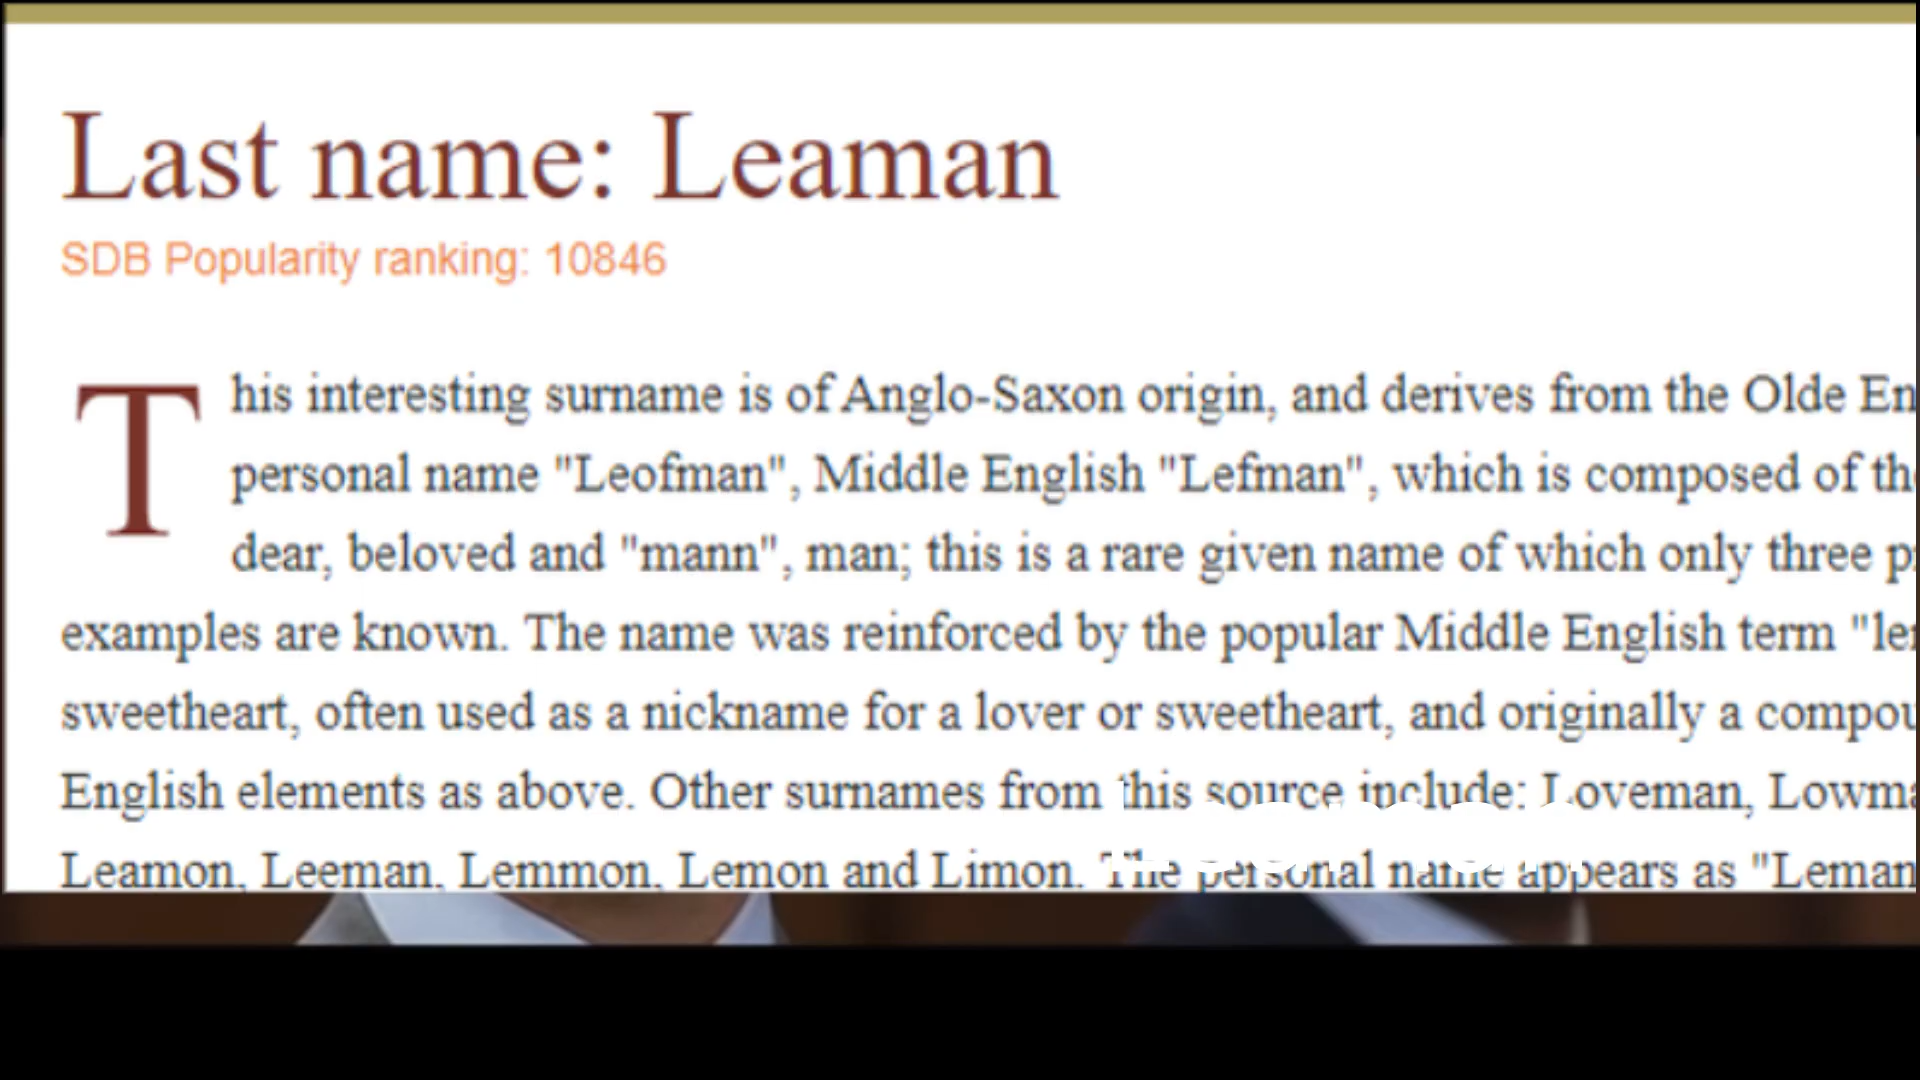 Last name: Leaman
SDB Popularity ranking: 10846
This interesting surname is of Anglo-Saxon origin, and derives from the Olde En
personal name "Leofman", Middle English "Lefman", which is composed of the
dear, beloved and "mann", man; this is a rare given name of which only three p
examples are known. The name was reinforced by the popular Middle English term "le
sweetheart, often used as a nickname for a lover or sweetheart, and originally a compou
English elements as above. Other surnames from this source include: Loveman, Lowma
Leamon, Leeman, Lemmon, Lemon and Limon. The personal name appears as "Leman